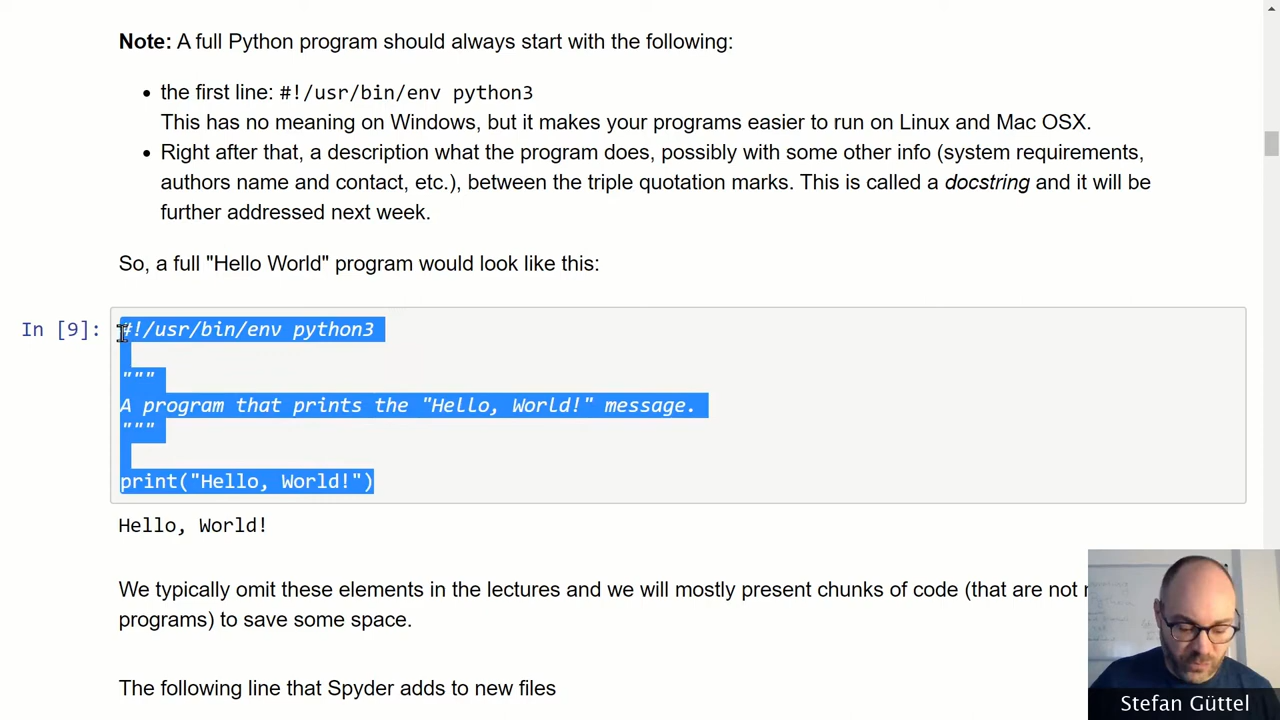 Note: A full Python program should always start with the following:
• the first line: #!/usr/bin/env python3
This has no meaning on Windows, but it makes your programs easier to run on Linux and Mac OSX.
• Right after that, a description what the program does, possibly with some other info (system requirements,
authors name and contact, etc.), between the triple quotation marks. This is called a docstring and it will be
further addressed next week.
So, a full "Hello World" program would look like this:
In [9]:
#!/usr/bin/env python3
"""
A program that prints the "Hello, World!" message.
"""
print("Hello, World!")
Hello, World!
We typically omit these elements in the lectures and we will mostly present chunks of code (that are not
programs) to save some space.
The following line that Spyder adds to new files
Stefan Güttel